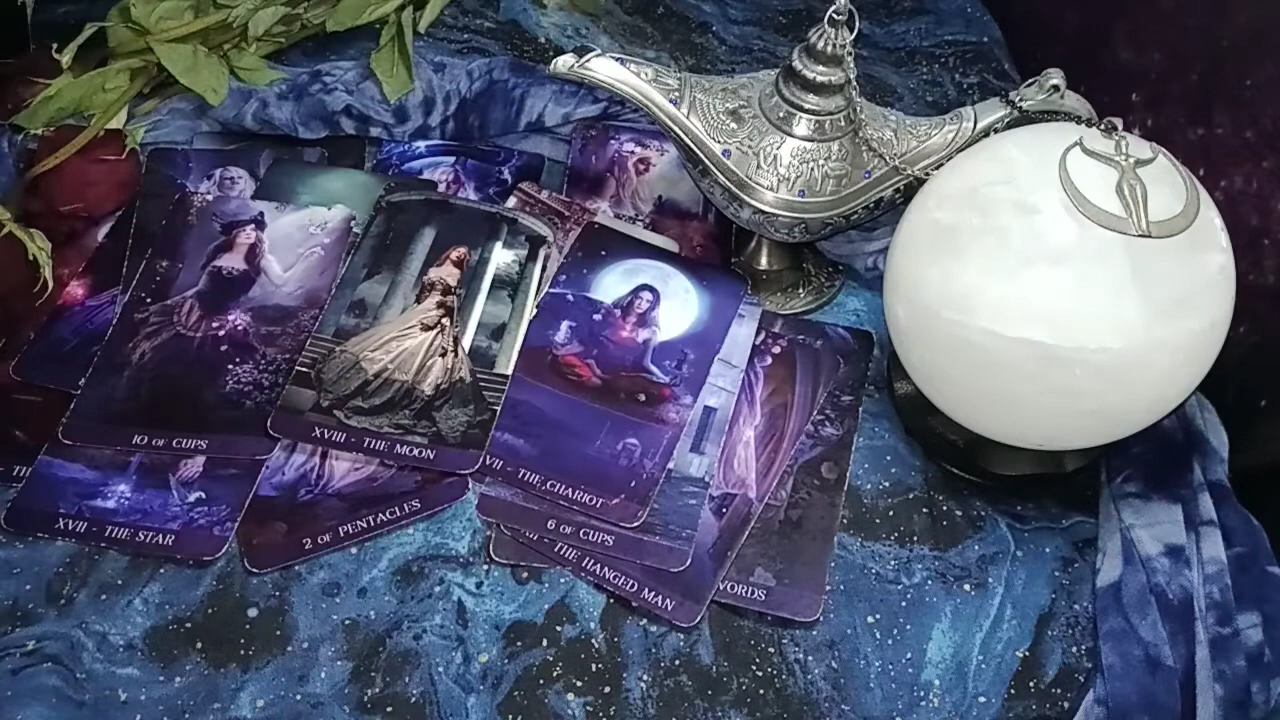 10 OF CUPS
XVIII - THE MOON
VII - THE CHARIOT
XVII - THE STAR
2 OF PENTACLES
6 OF CUPS
THE HANGED MAN